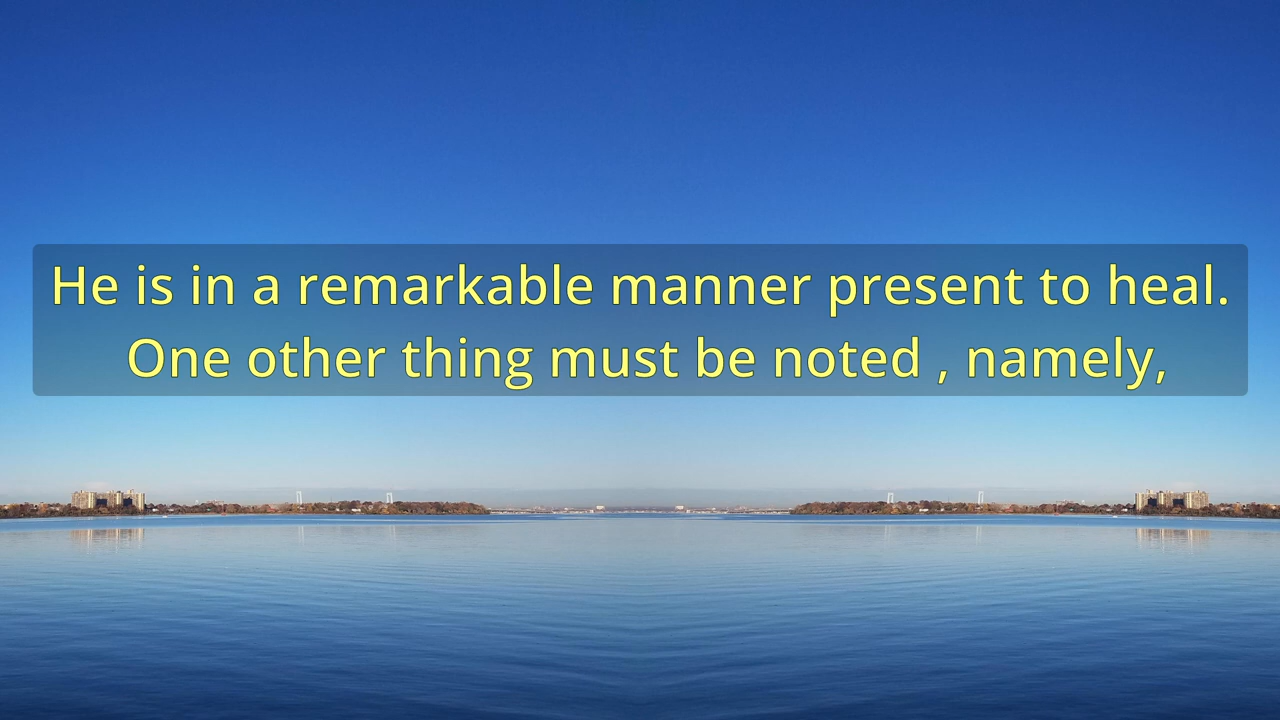 He is in a remarkable manner present to heal.
One other thing must be noted , namely,